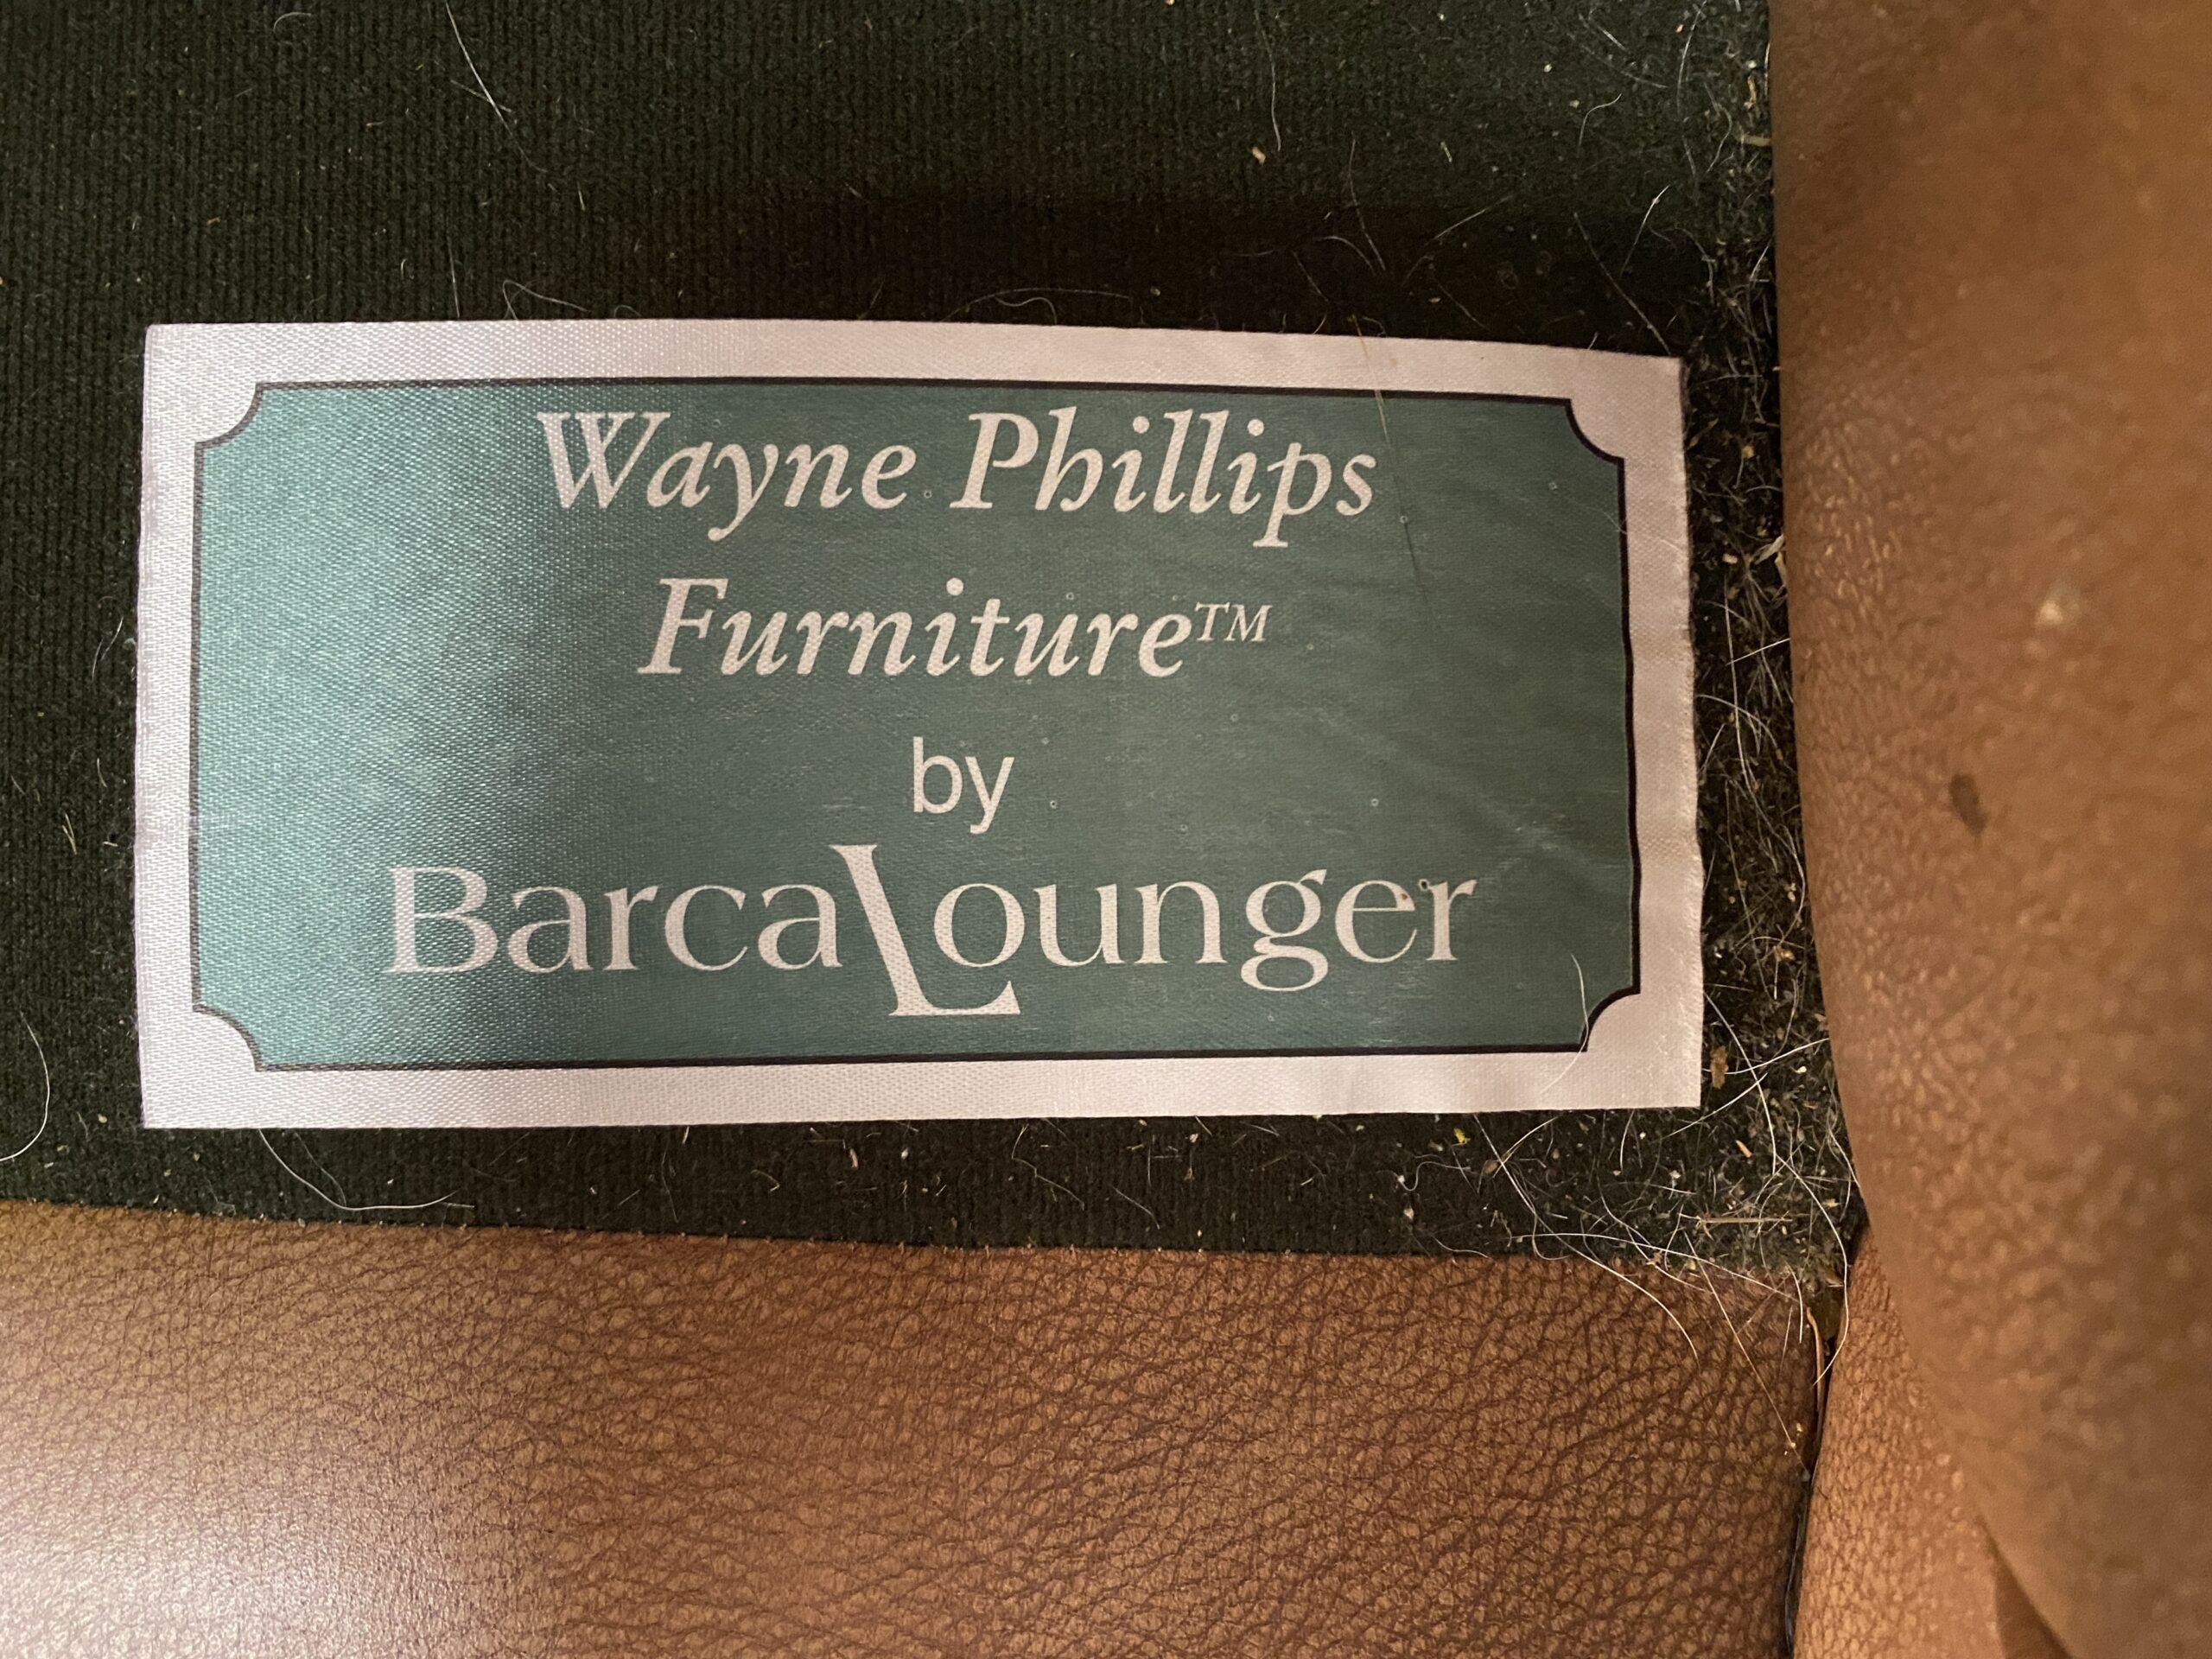 Wayne Phillips
Furniture™
by
BarcaLounger